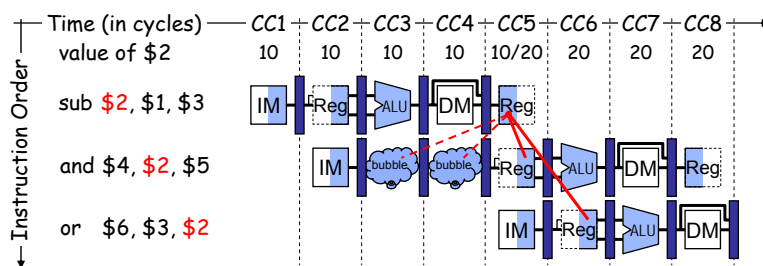 Time (in cycles) CC1 CC2 CC3 CC4 CC5 CC6 CC7 CC8
value of $2 10 10 10 10 10/20 20 20 20
Instruction Order
sub $2, $1, $3 IM Reg ALU DM Reg
and $4, $2, $5 IM bubble bubble Reg ALU DM Reg
or $6, $3, $2 IM Reg ALU DM